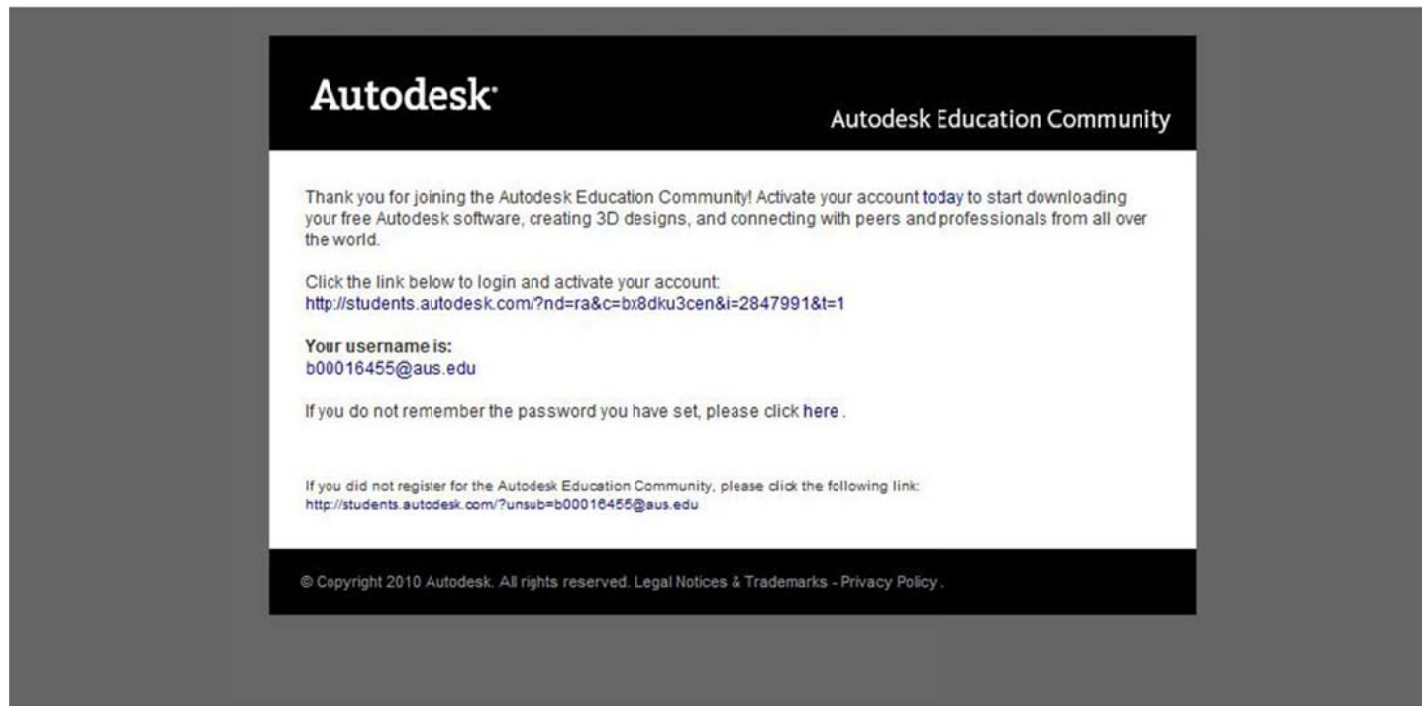 Autodesk
Autodesk Education Community
Thank you for joining the Autodesk Education Community! Activate your account today to start downloading
your free Autodesk software, creating 3D designs, and connecting with peers and professionals from all over
the world.
Click the link below to login and activate your account:
http://students.autodesk.com/?nd=ra&c=bx8dku3cen&i=2847991&t=1
Your username is:
b00016455@aus.edu
If you do not remember the password you have set, please click here .
If you did not register for the Autodesk Education Community, please click the following link:
http://students.autodesk.com/?unsub=b00016455@aus.edu
© Copyright 2010 Autodesk. All rights reserved. Legal Notices & Trademarks - Privacy Policy .